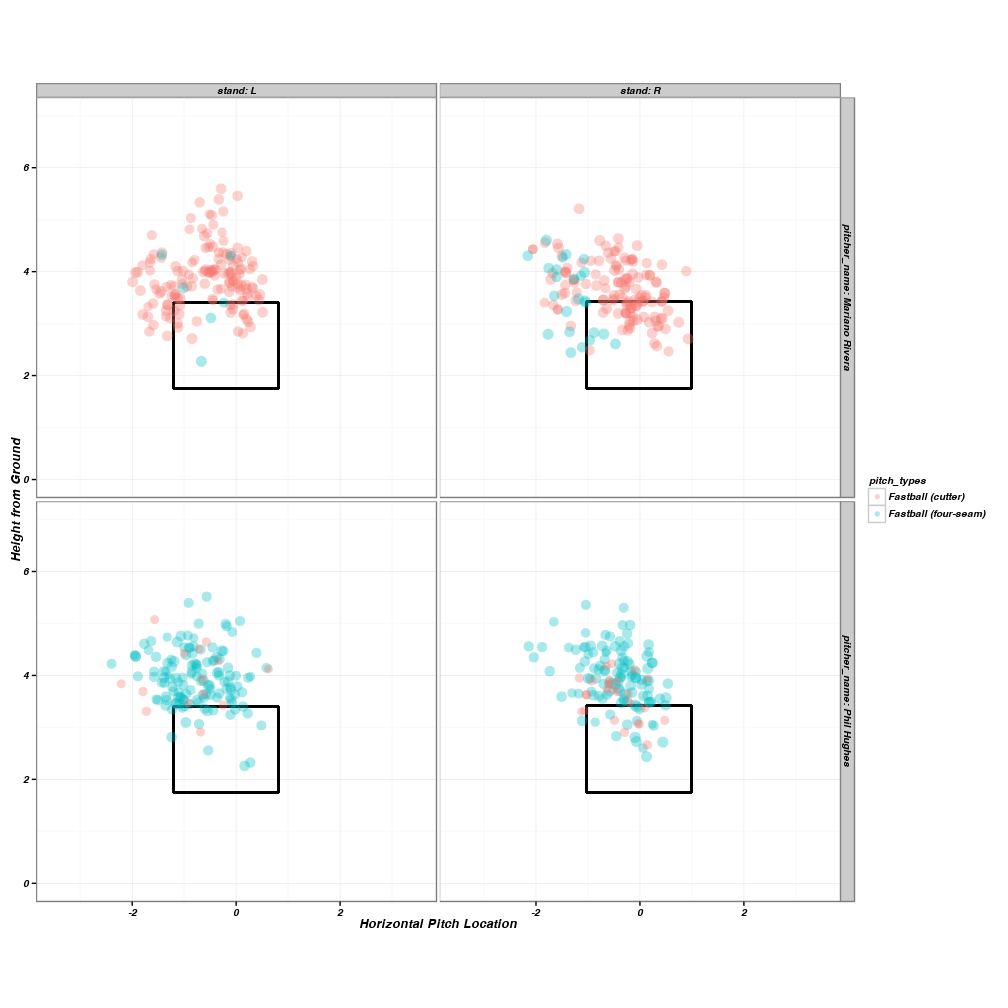 stand: L
stand: R
6
4
2
0
pitcher_name: Mariano Rivera
6
4
2
0
pitcher_name: Phil Hughes
Height from Ground
-2
0
2
-2
0
2
Horizontal Pitch Location
pitch_types
Fastball (cutter)
Fastball (four-seam)